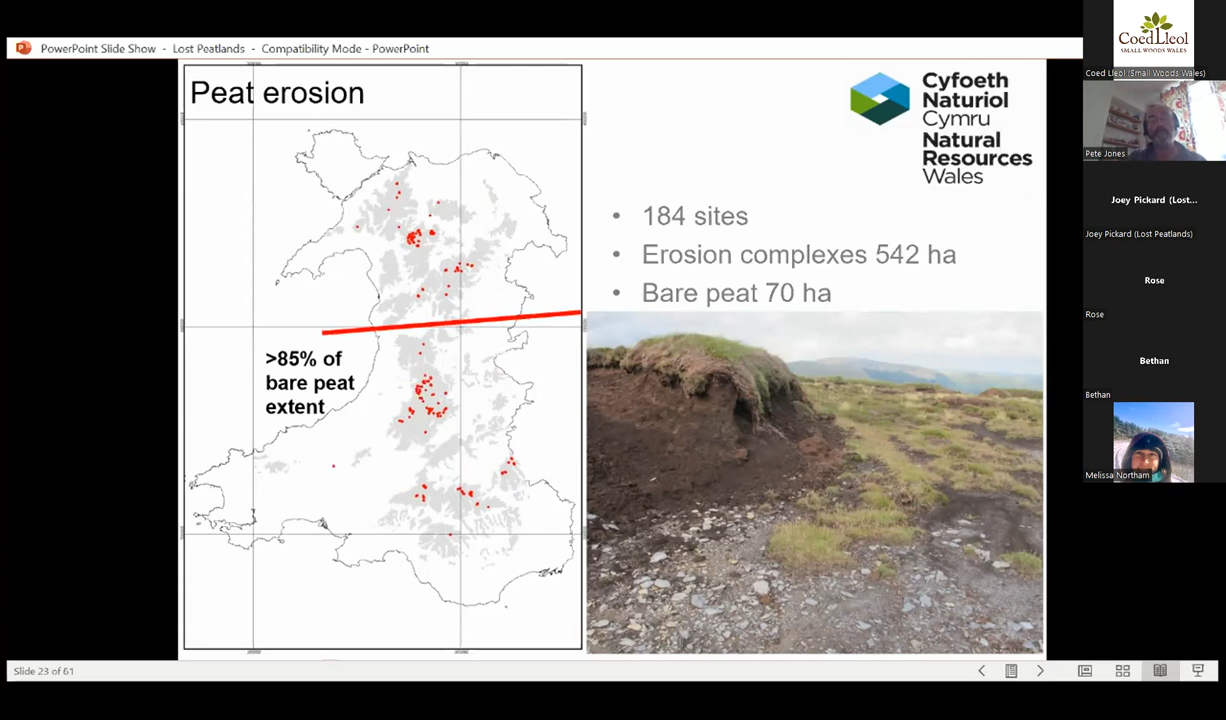 PowerPoint Slide Show - Lost Peatlands - Compatibility Mode - PowerPoint
Peat erosion
>85% of
bare peat
extent
Cyfoeth
Naturiol
Cymru
Natural
Resources
Wales
• 184 sites
• Erosion complexes 542 ha
• Bare peat 70 ha
Slide 23 of 61
CoedLleol
SMALL WOODS WALES
Coed Lleol (Small Woods Wales)
Pete Jones
Joey Pickard (Lost...
Joey Pickard (Lost Peatlands)
Rose
Rose
Bethan
Bethan
Melissa Northam